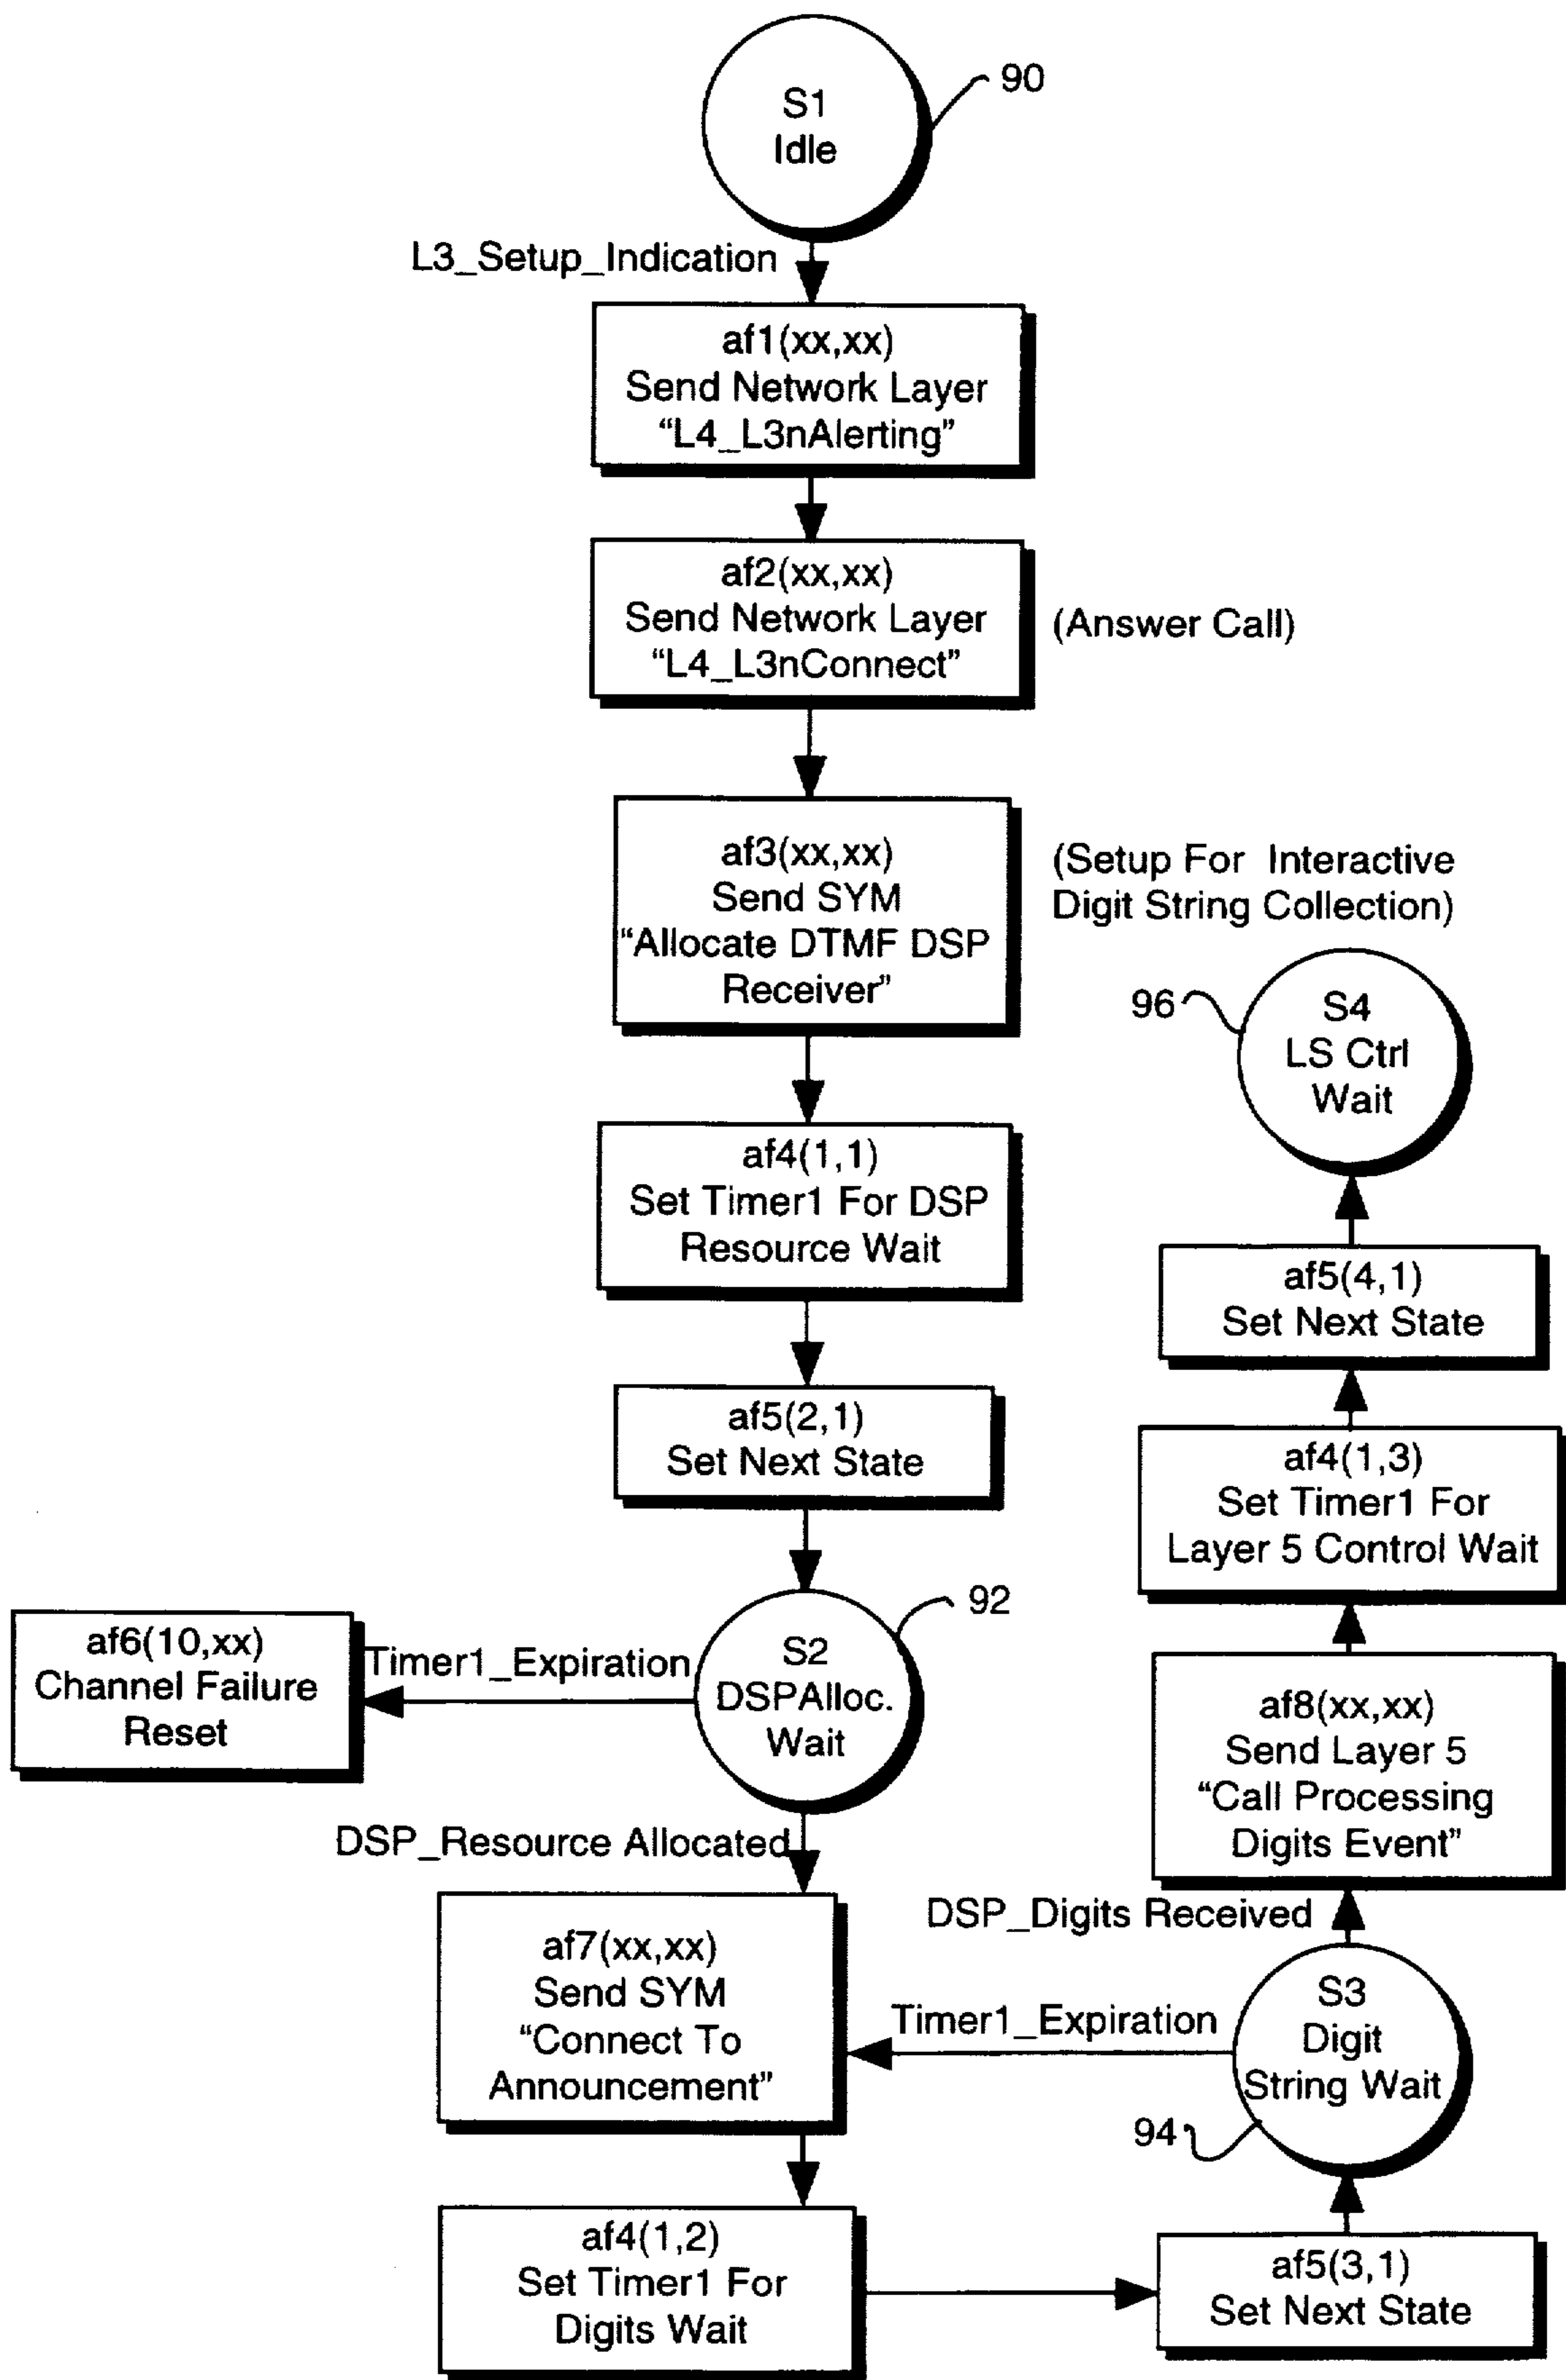 S1
Idle
90
L3_Setup_Indication
af1(xx,xx)
Send Network Layer
“L4_L3nAlerting”
af2(xx,xx)
Send Network Layer
“L4_L3nConnect”
(Answer Call)
af3(xx,xx)
Send SYM
“Allocate DTMF DSP
Receiver”
(Setup For Interactive
Digit String Collection)
af4(1,1)
Set Timer1 For DSP
Resource Wait
af5(2,1)
Set Next State
S2
DSPAlloc.
Wait
92
Timer1_Expiration
af6(10,xx)
Channel Failure
Reset
DSP_Resource Allocated
af7(xx,xx)
Send SYM
“Connect To
Announcement”
af4(1,2)
Set Timer1 For
Digits Wait
af5(3,1)
Set Next State
S3
Digit
String Wait
94
Timer1_Expiration
DSP_Digits Received
af8(xx,xx)
Send Layer 5
“Call Processing
Digits Event”
af4(1,3)
Set Timer1 For
Layer 5 Control Wait
af5(4,1)
Set Next State
S4
LS Ctrl
Wait
96